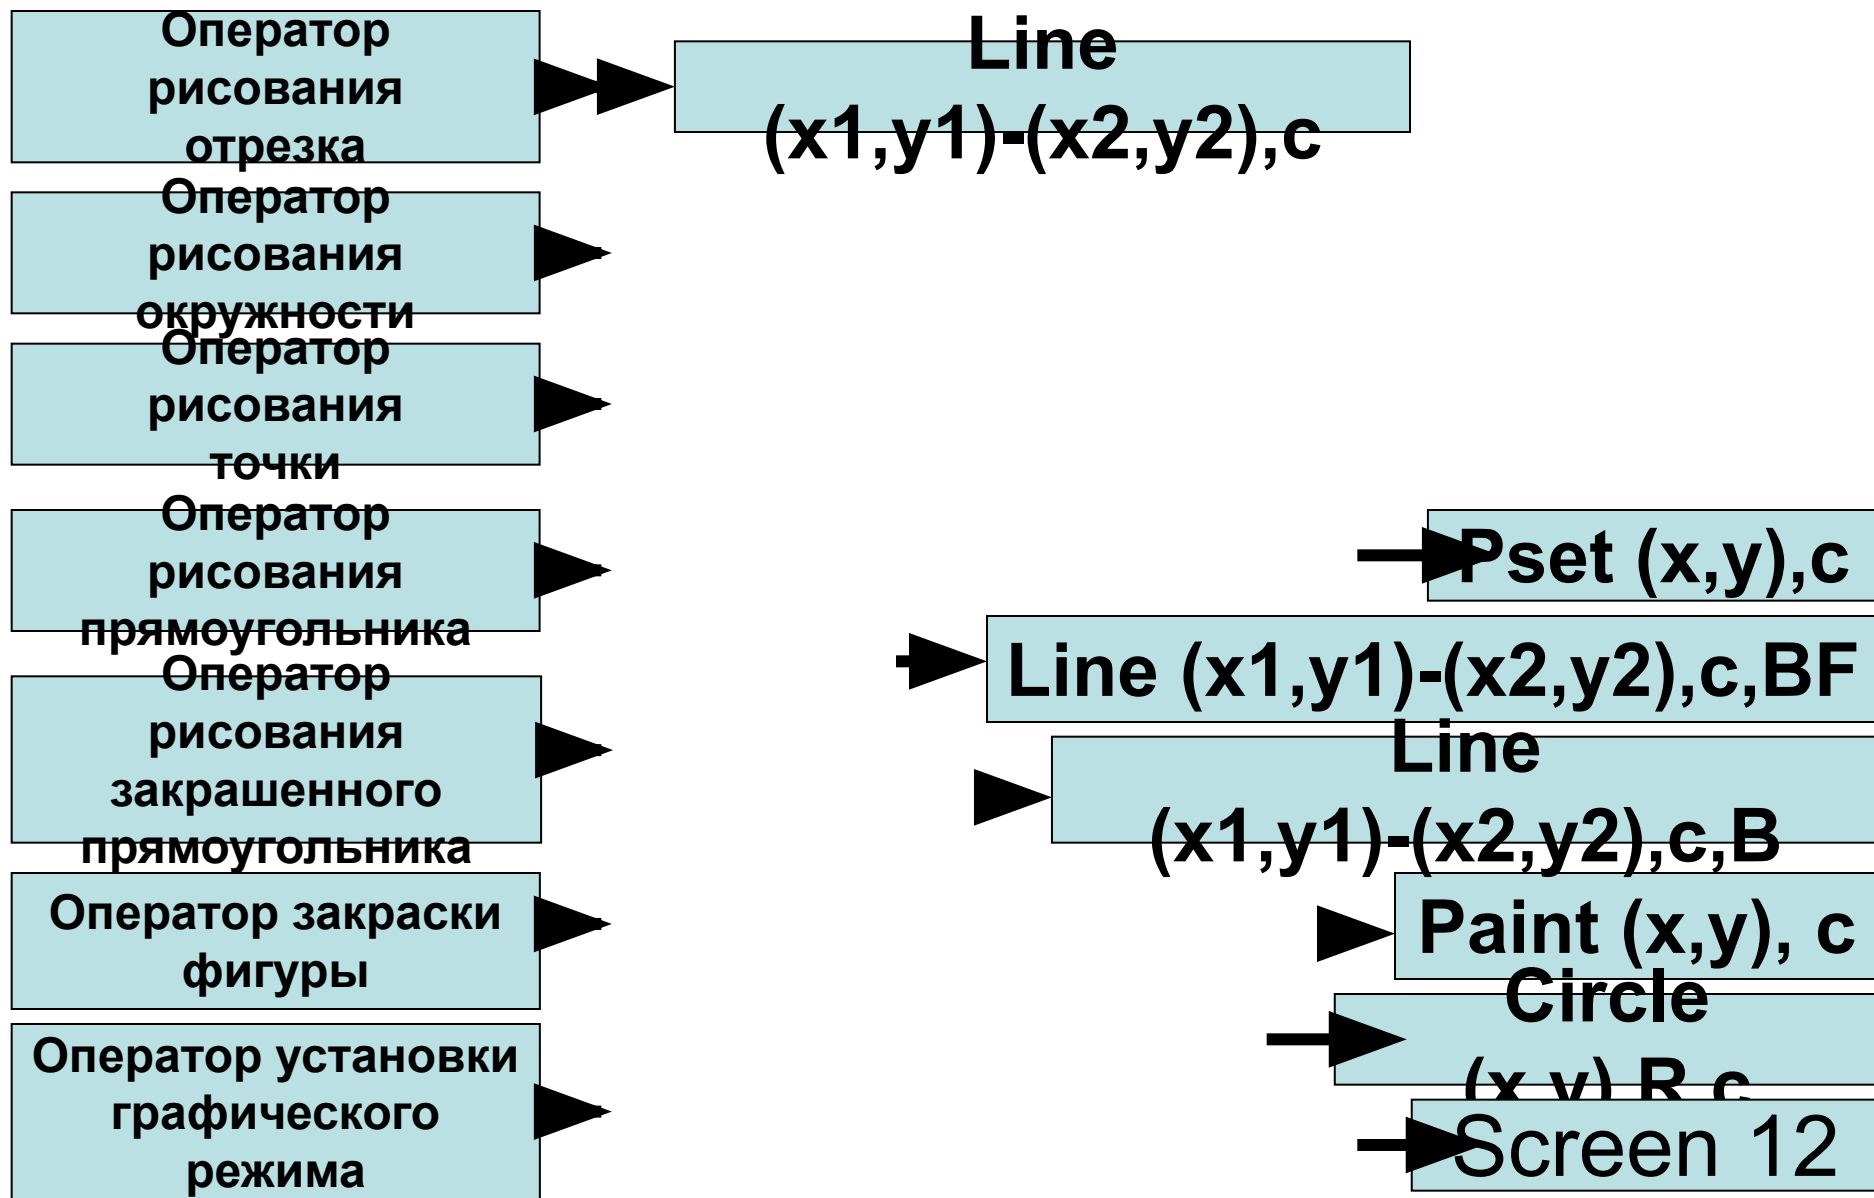 Оператор
рисования
отрезка
Line
(x1,y1)-(x2,y2),c
Оператор
рисования
окружности
Оператор
рисования
точки
Оператор
рисования
прямоугольника
Pset (x,y),c
Line (x1,y1)-(x2,y2),c,BF
Оператор
рисования
закрашенного
прямоугольника
Line
(x1,y1)-(x2,y2),c,B
Оператор закраски
фигуры
Paint (x,y), c
Circle
(x,y),R,c
Оператор установки
графического
режима
Screen 12